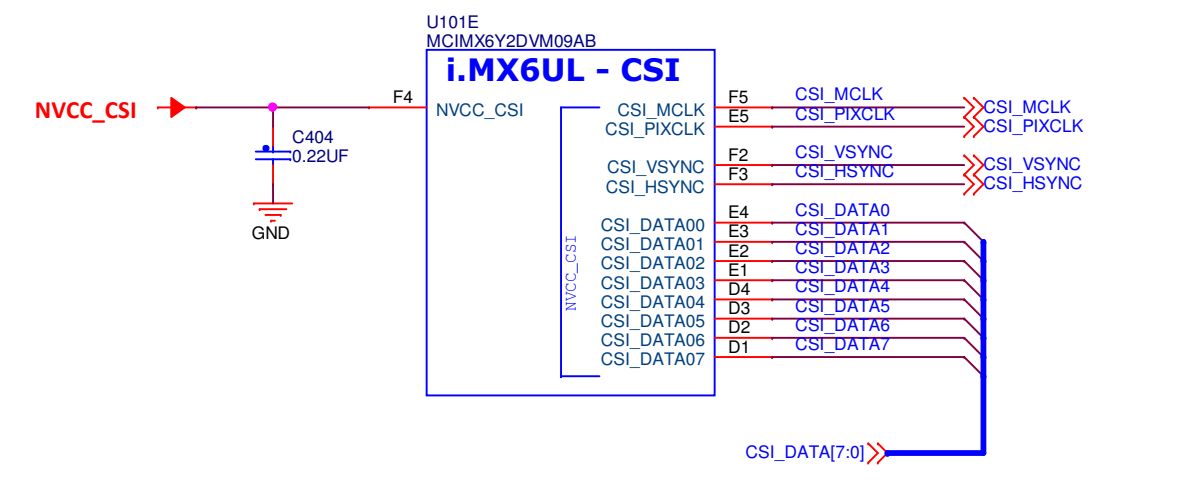 U101E
MCIMX6Y2DVM09AB
i.MX6UL - CSI
NVCC_CSI
F4
NVCC_CSI
C404
0.22UF
GND
NVCC_CSI
CSI_MCLK F5 CSI_MCLK CSI_MCLK
CSI_PIXCLK E5 CSI_PIXCLK CSI_PIXCLK
CSI_VSYNC F2 CSI_VSYNC CSI_VSYNC
CSI_HSYNC F3 CSI_HSYNC CSI_HSYNC
CSI_DATA00 E4 CSI_DATA0
CSI_DATA01 E3 CSI_DATA1
CSI_DATA02 E2 CSI_DATA2
CSI_DATA03 E1 CSI_DATA3
CSI_DATA04 D4 CSI_DATA4
CSI_DATA05 D3 CSI_DATA5
CSI_DATA06 D2 CSI_DATA6
CSI_DATA07 D1 CSI_DATA7
CSI_DATA[7:0]